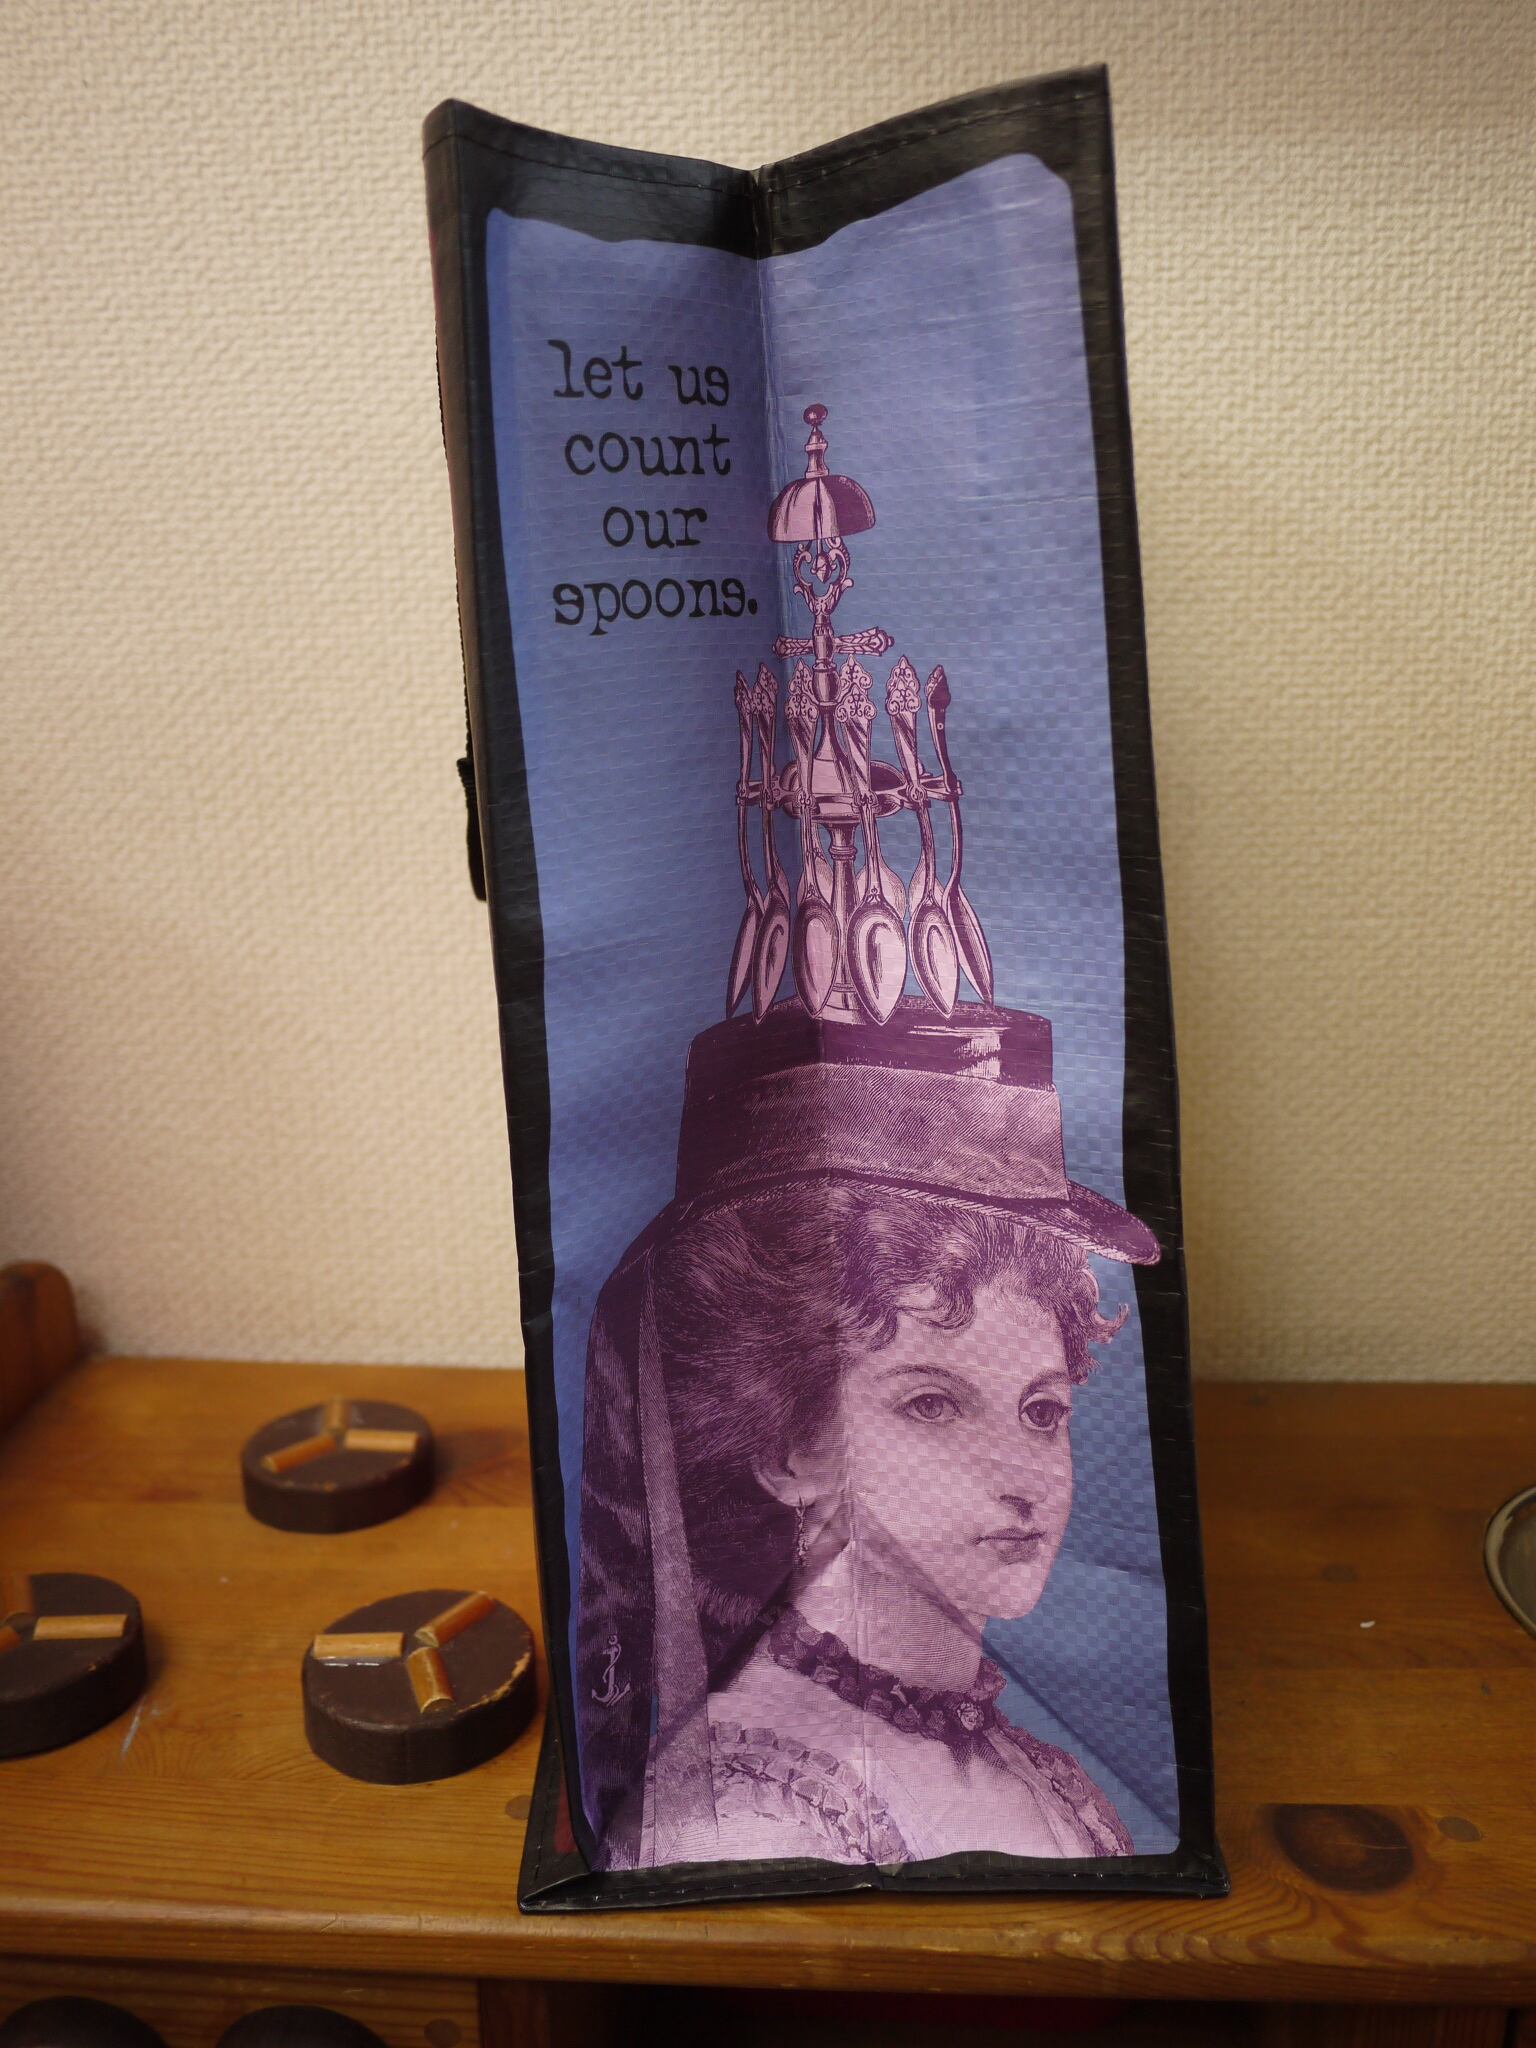 let us
count
our
spoons.